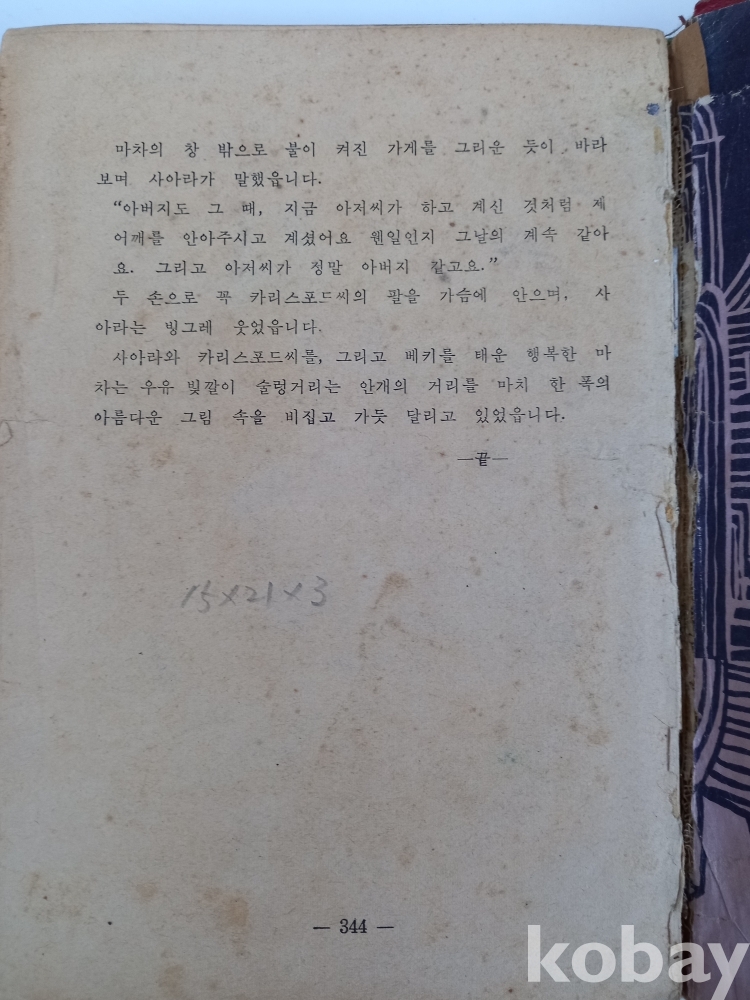 마차의 창 밖으로 불이 켜진 가게를 그리운 듯이 바라
보며 사아라가 말했읍니다.
“아버지도 그 때, 지금 아저씨가 하고 계신 것처럼 제
어깨를 안아주시고 계셨어요 웬일인지 그날의 계속 같아
요. 그리고 아저씨가 정말 아버지 같고요.”
두 손으로 꼭 카리스포드씨의 팔을 가슴에 안으며, 사
아라는 빙그레 웃었읍니다.
사아라와 카리스포드씨를, 그리고 베키를 태운 행복한 마
차는 우유 빛깔이 술렁거리는 안개의 거리를 마치 한 폭의
아름다운 그림 속을 비집고 가듯 달리고 있었읍니다.
—끝—
15×21×3
— 344 —
kobay